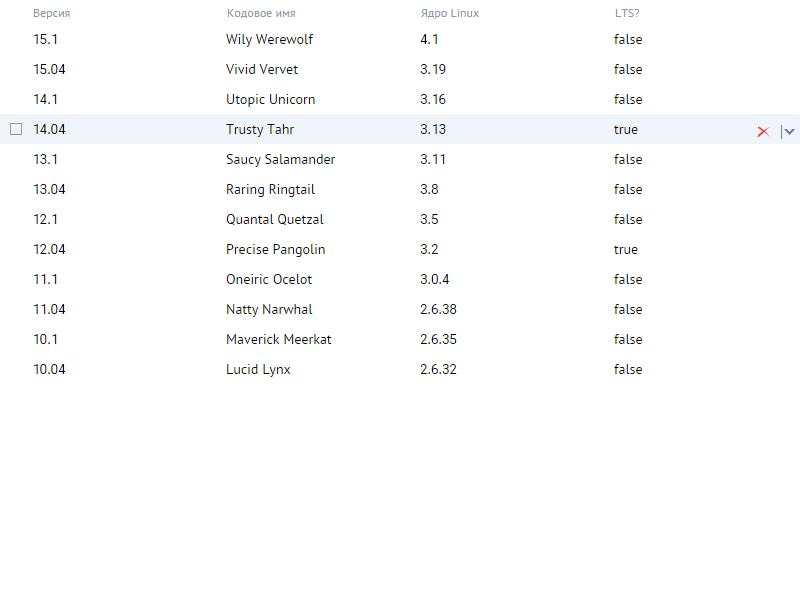 Версия Кодовое имя Ядро Linux LTS?
15.1 Wily Werewolf 4.1 false
15.04 Vivid Vervet 3.19 false
14.1 Utopic Unicorn 3.16 false
14.04 Trusty Tahr 3.13 true
13.1 Saucy Salamander 3.11 false
13.04 Raring Ringtail 3.8 false
12.1 Quantal Quetzal 3.5 false
12.04 Precise Pangolin 3.2 true
11.1 Oneiric Ocelot 3.0.4 false
11.04 Natty Narwhal 2.6.38 false
10.1 Maverick Meerkat 2.6.35 false
10.04 Lucid Lynx 2.6.32 false